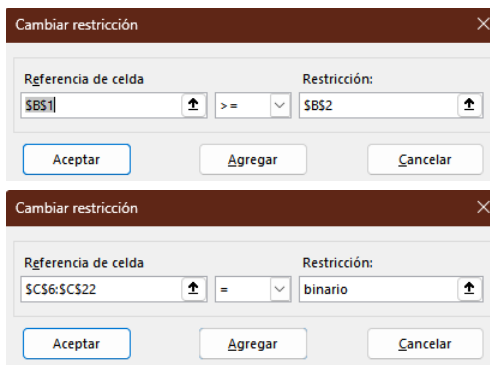 Cambiar restricción
Referencia de celda Restricción:
$B$1 >= $B$2
Aceptar Agregar Cancelar
Cambiar restricción
Referencia de celda Restricción:
$C$6:$C$22 = binario
Aceptar Agregar Cancelar